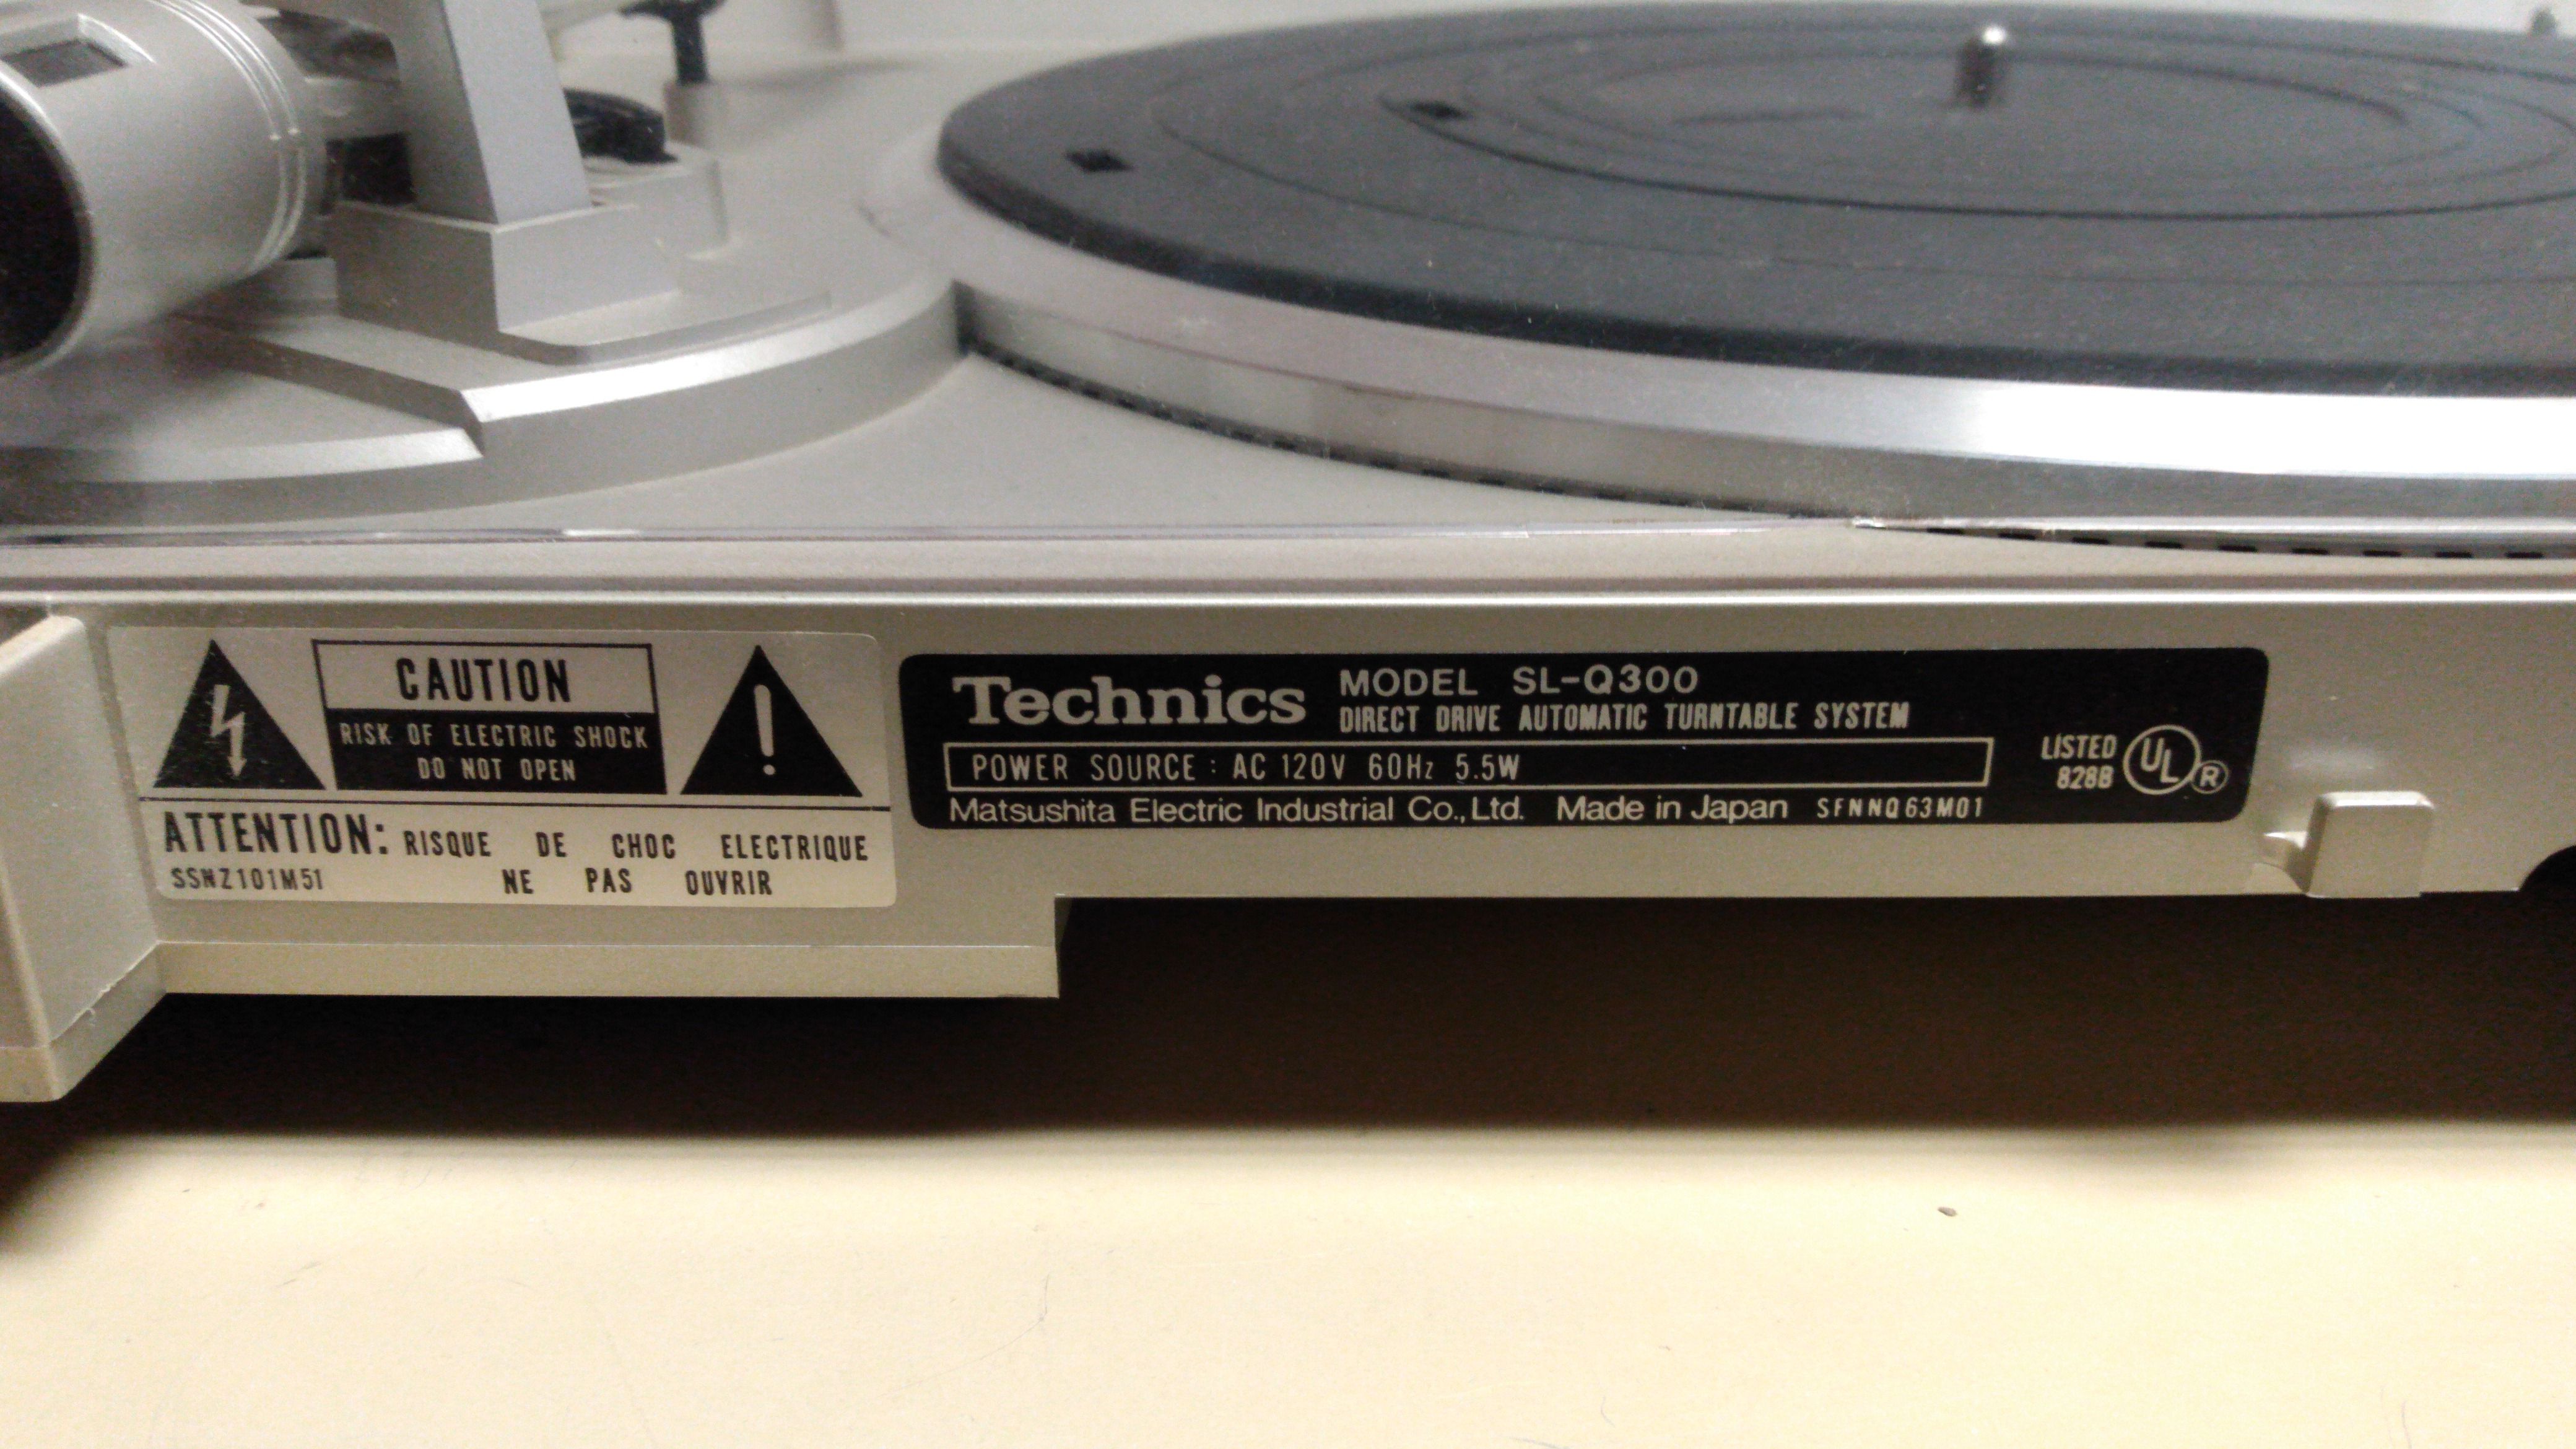 CAUTION
RISK OF ELECTRIC SHOCK
DO NOT OPEN
ATTENTION: RISQUE DE CHOC ELECTRIQUE
SSNZ101M51 NE PAS OUVRIR
Technics MODEL SL-Q300
DIRECT DRIVE AUTOMATIC TURNTABLE SYSTEM
POWER SOURCE : AC 120V 60Hz 5.5W
Matsushita Electric Industrial Co.,Ltd. Made in Japan SFNNQ63M01
LISTED
828B
UL ®